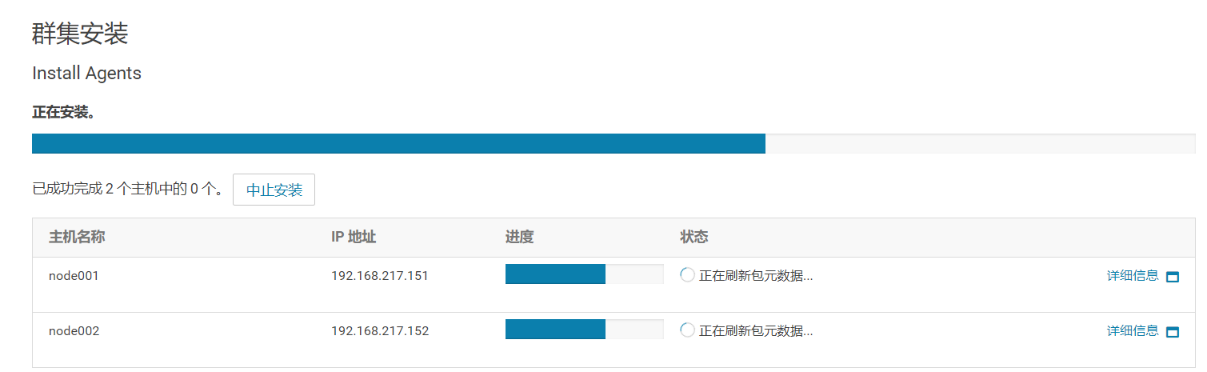 群集安装
Install Agents
正在安装。
已成功完成 2 个主机中的 0 个。 中止安装
主机名称 IP 地址 进度 状态
node001 192.168.217.151 正在刷新包元数据... 详细信息
node002 192.168.217.152 正在刷新包元数据... 详细信息